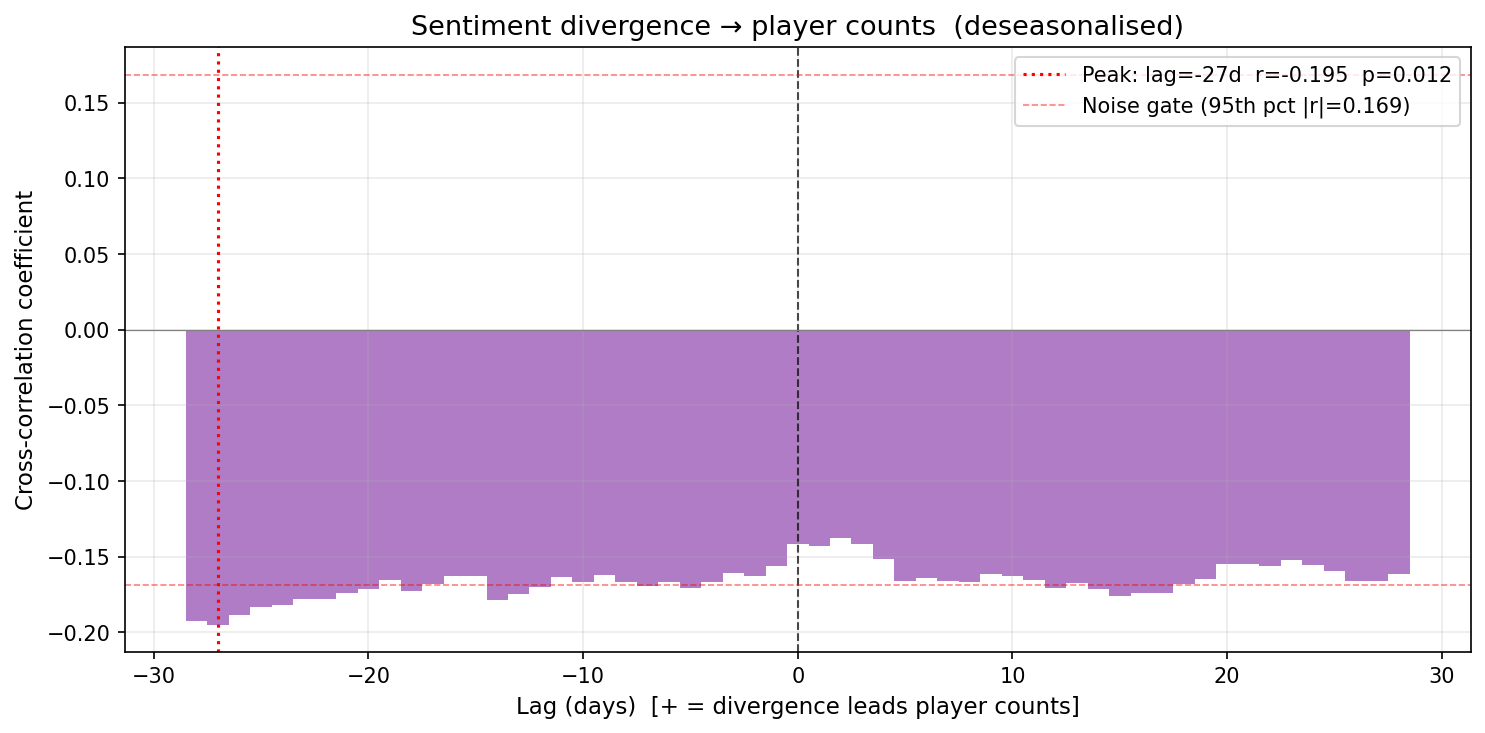 Sentiment divergence → player counts (deseasonalised)
Peak: lag=-27d r=-0.195 p=0.012
Noise gate (95th pct |r|=0.169)
Cross-correlation coefficient
0.15
0.10
0.05
0.00
−0.05
−0.10
−0.15
−0.20
−30 −20 −10 0 10 20 30
Lag (days) [+ = divergence leads player counts]